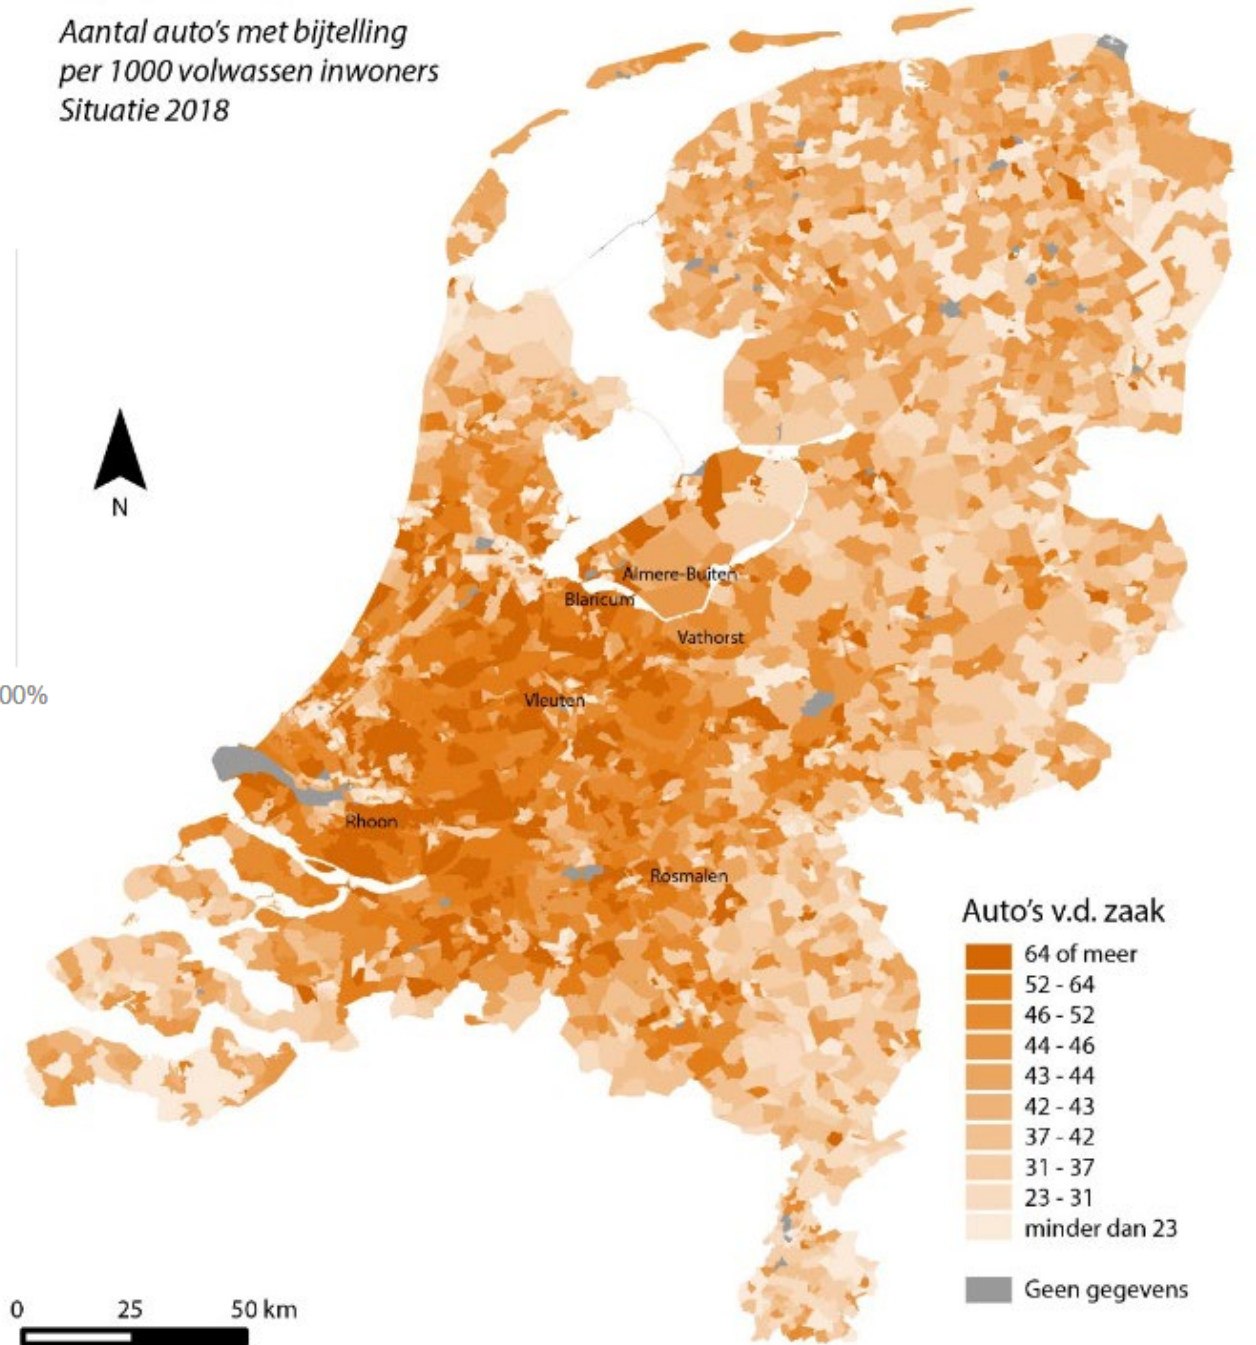 Aantal auto's met bijtelling
per 1000 volwassen inwoners
Situatie 2018
N
00%
Almere-Buiten
Blaricum
Vathorst
Vleuten
Rhoon
Rosmalen
Auto's v.d. zaak
64 of meer
52 - 64
46 - 52
44 - 46
43 - 44
42 - 43
37 - 42
31 - 37
23 - 31
minder dan 23
Geen gegevens
0 25 50 km